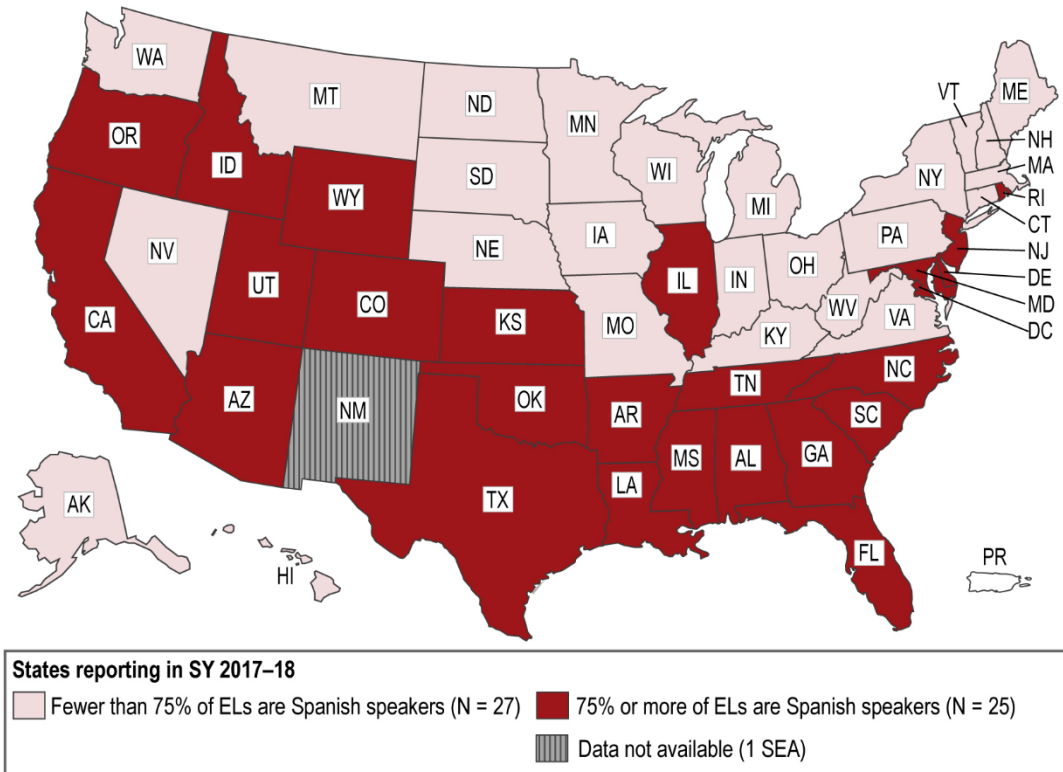 WA
MT
ND
MN
VT
ME
OR
ID
WY
SD
WI
MI
NY
NH
MA
RI
CT
NJ
DE
MD
DC
NV
UT
CO
NE
IA
IL
IN
OH
PA
WV
VA
CA
KS
MO
KY
AZ
NM
OK
AR
TN
NC
SC
TX
LA
MS
AL
GA
FL
AK
HI
PR
States reporting in SY 2017–18
Fewer than 75% of ELs are Spanish speakers (N = 27)
75% or more of ELs are Spanish speakers (N = 25)
Data not available (1 SEA)